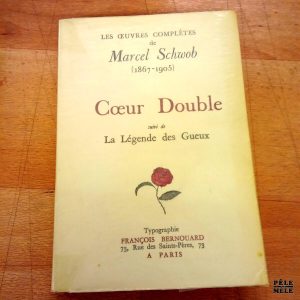 LES ŒUVRES COMPLÈTES
de
Marcel Schwob
(1867-1905)
Cœur Double
suivi de
La Légende des Gueux
Typographie
FRANÇOIS BERNOUARD
73, Rue des Saints-Pères, 73
A PARIS
PÊLE
MÊLE